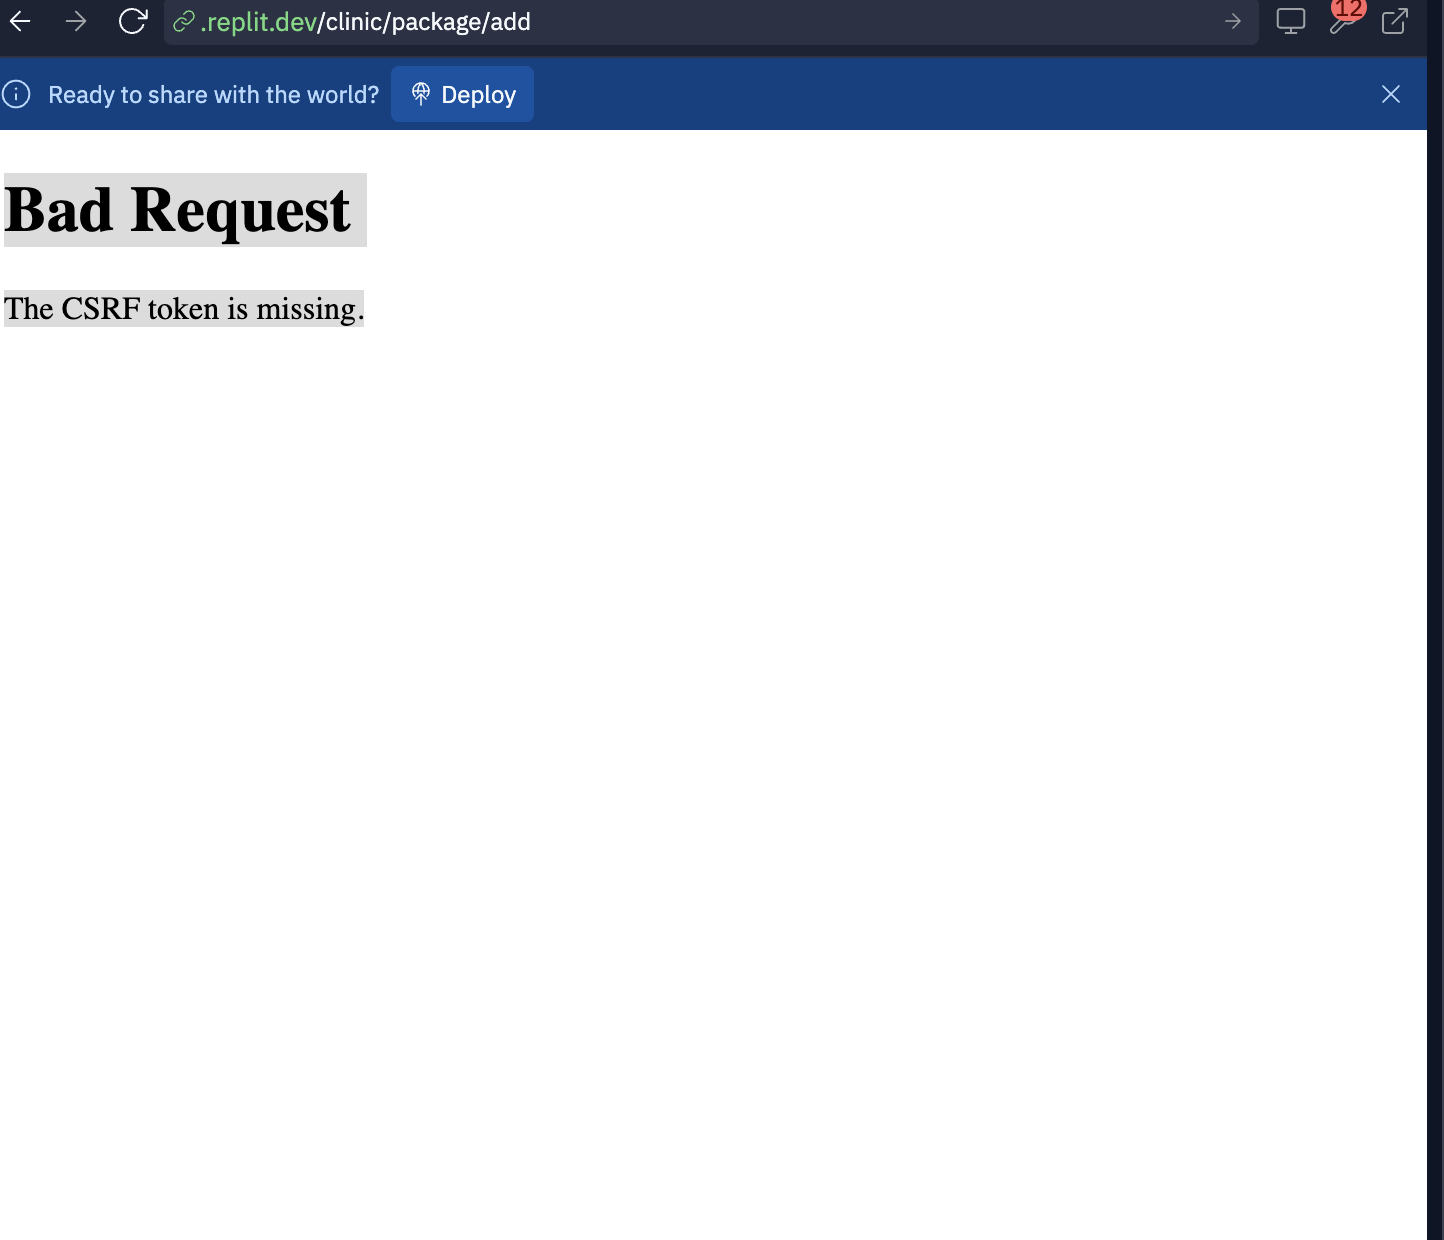 .replit.dev/clinic/package/add
12
Ready to share with the world?
Deploy
Bad Request
The CSRF token is missing.